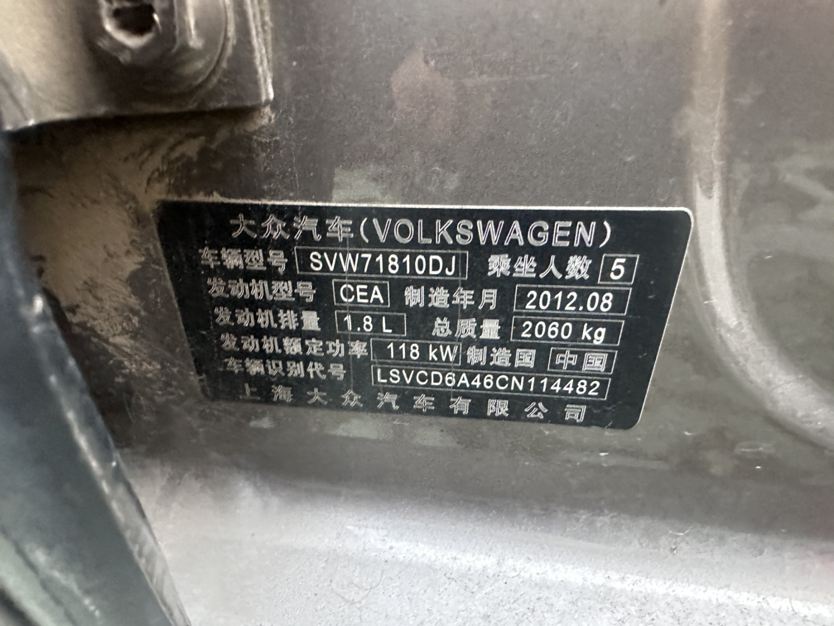 大众汽车(VOLKSWAGEN)
车辆型号 SVW71810DJ 乘坐人数 5
发动机型号 CEA 制造年月 2012.08
发动机排量 1.8 L 总质量 2060 kg
发动机额定功率 118 kW 制造国 中国
车辆识别代号 LSVCD6A46CN114482
上海大众汽车有限公司